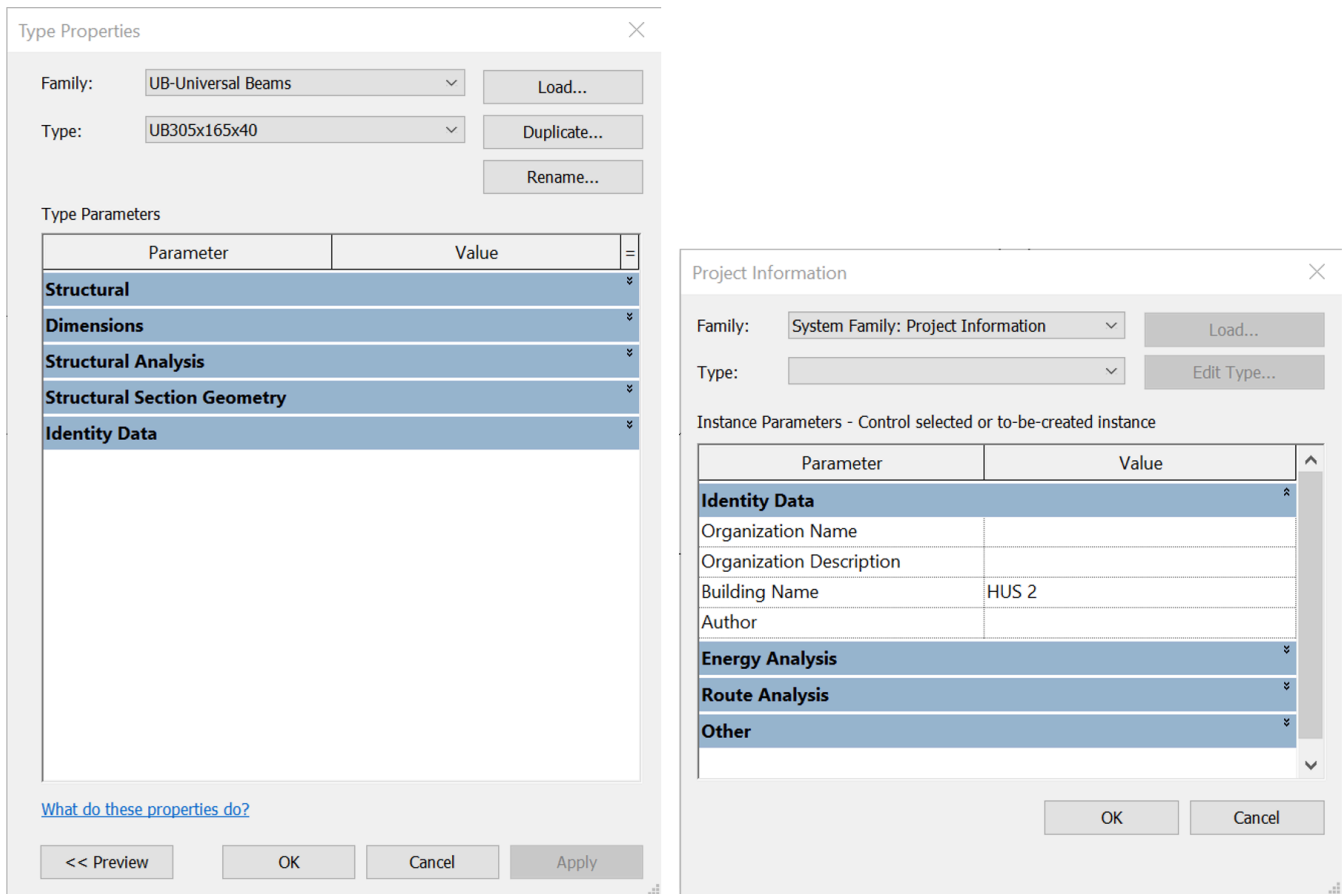 Type Properties
Family: UB-Universal Beams Load...
Type: UB305x165x40 Duplicate...
Rename...
Type Parameters
Parameter Value =
Structural
Dimensions
Structural Analysis
Structural Section Geometry
Identity Data
What do these properties do?
<< Preview OK Cancel Apply
Project Information
Family: System Family: Project Information Load...
Type: Edit Type...
Instance Parameters - Control selected or to-be-created instance
Parameter Value
Identity Data
Organization Name
Organization Description
Building Name HUS 2
Author
Energy Analysis
Route Analysis
Other
OK Cancel